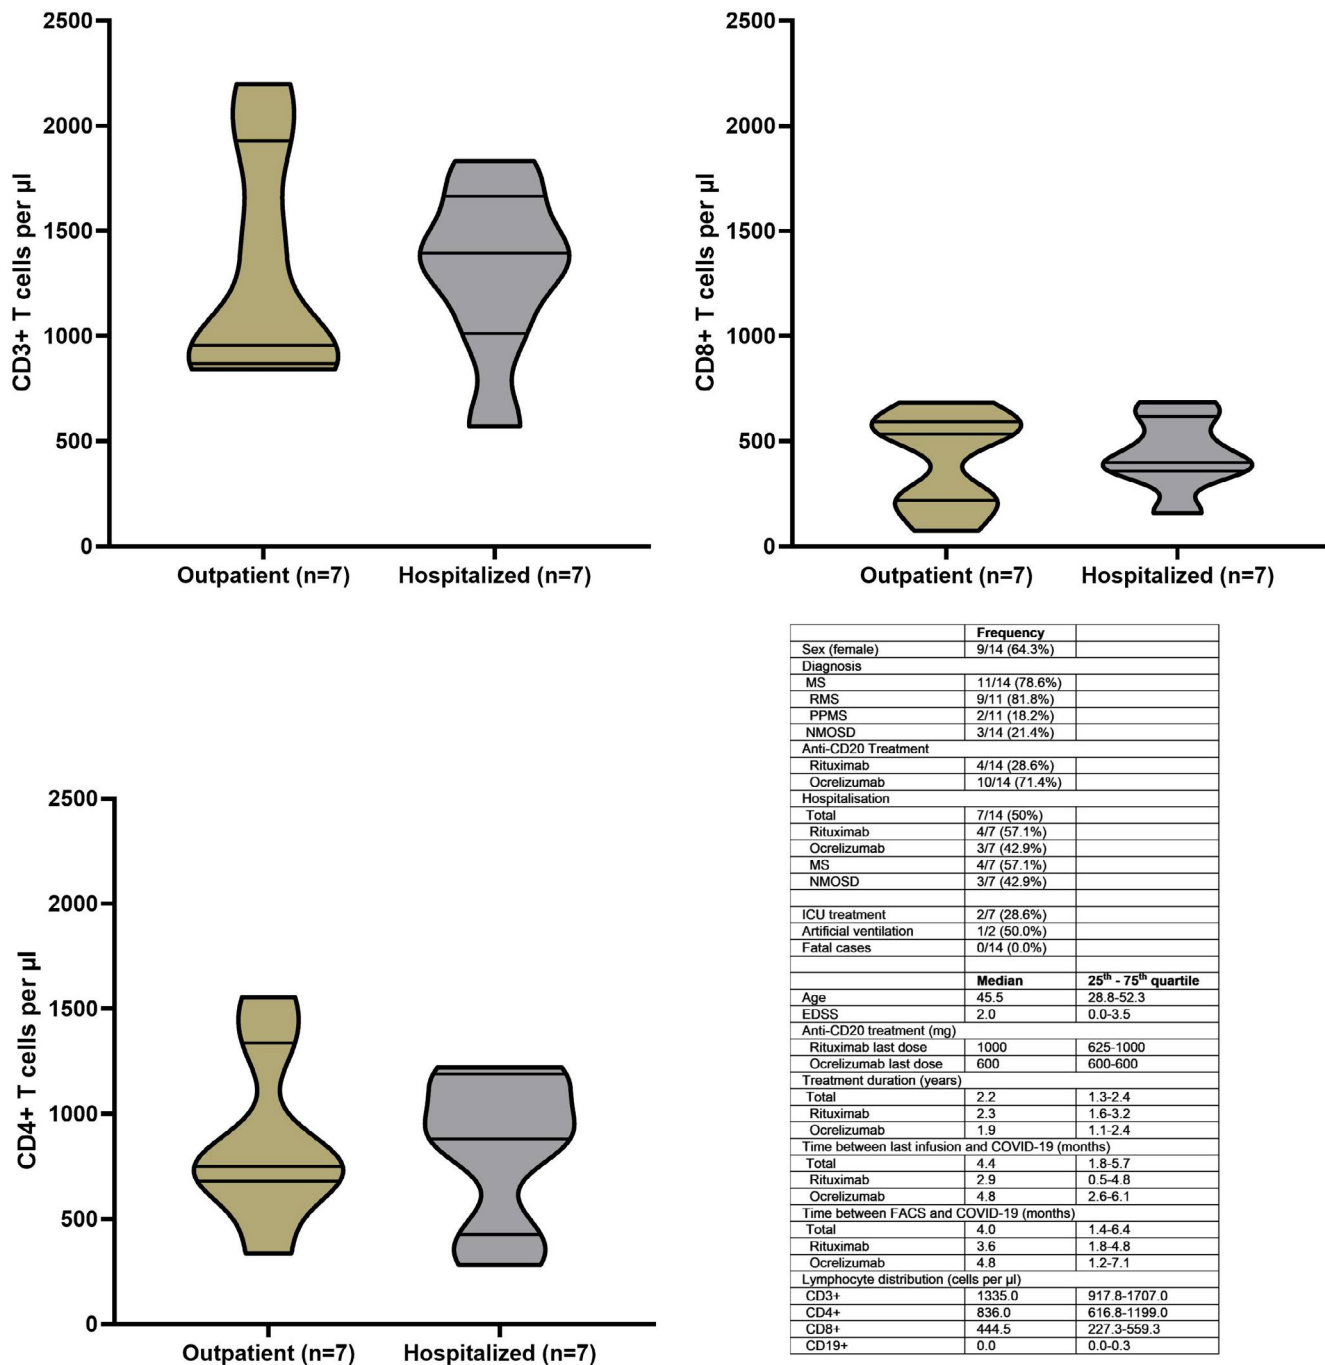 2500
2000
1500
1000
500
0
CD3+ T cells per µl
Outpatient (n=7) Hospitalized (n=7)
2500
2000
1500
1000
500
0
CD8+ T cells per µl
Outpatient (n=7) Hospitalized (n=7)
2500
2000
1500
1000
500
0
CD4+ T cells per µl
Outpatient (n=7) Hospitalized (n=7)
Frequency
Sex (female) 9/14 (64.3%)
Diagnosis
MS 11/14 (78.6%)
RMS 9/11 (81.8%)
PPMS 2/11 (18.2%)
NMOSD 3/14 (21.4%)
Anti-CD20 Treatment
Rituximab 4/14 (28.6%)
Ocrelizumab 10/14 (71.4%)
Hospitalisation
Total 7/14 (50%)
Rituximab 4/7 (57.1%)
Ocrelizumab 3/7 (42.9%)
MS 4/7 (57.1%)
NMOSD 3/7 (42.9%)
ICU treatment 2/7 (28.6%)
Artificial ventilation 1/2 (50.0%)
Fatal cases 0/14 (0.0%)
Median 25th - 75th quartile
Age 45.5 28.8-52.3
EDSS 2.0 0.0-3.5
Anti-CD20 treatment (mg)
Rituximab last dose 1000 625-1000
Ocrelizumab last dose 600 600-600
Treatment duration (years)
Total 2.2 1.3-2.4
Rituximab 2.3 1.6-3.2
Ocrelizumab 1.9 1.1-2.4
Time between last infusion and COVID-19 (months)
Total 4.4 1.8-5.7
Rituximab 2.9 0.5-4.8
Ocrelizumab 4.8 2.6-6.1
Time between FACS and COVID-19 (months)
Total 4.0 1.4-6.4
Rituximab 3.6 1.8-4.8
Ocrelizumab 4.8 1.2-7.1
Lymphocyte distribution (cells per µl)
CD3+ 1335.0 917.8-1707.0
CD4+ 836.0 616.8-1199.0
CD8+ 444.5 227.3-559.3
CD19+ 0.0 0.0-0.3